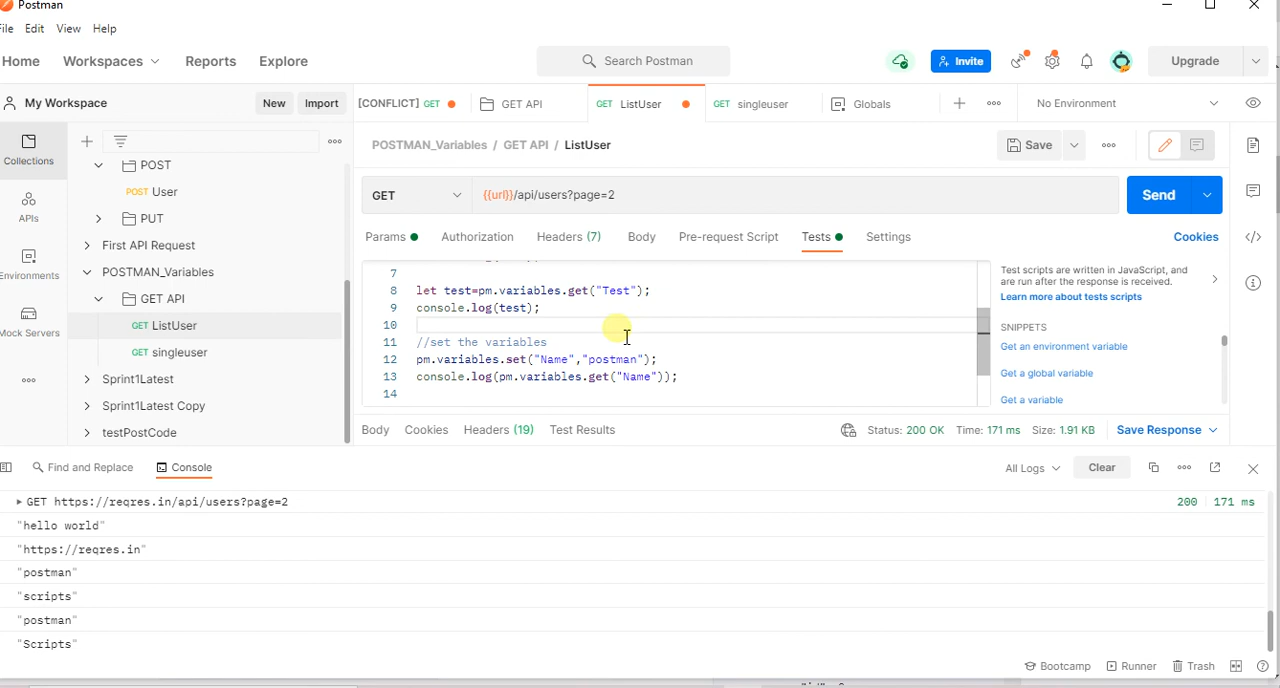 Postman
File Edit View Help
Home Workspaces Reports Explore Search Postman Invite Upgrade
My Workspace New Import [CONFLICT] GET GET API GET ListUser GET singleuser Globals No Environment
Collections
APIs
Environments
Mock Servers
POST
POST User
PUT
First API Request
POSTMAN_Variables
GET API
GET ListUser
GET singleuser
Sprint1Latest
Sprint1Latest Copy
testPostCode
POSTMAN_Variables / GET API / ListUser Save
GET {{url}}/api/users?page=2 Send
Params Authorization Headers (7) Body Pre-request Script Tests Settings Cookies
7
8 let test=pm.variables.get("Test");
9 console.log(test);
10
11 //set the variables
12 pm.variables.set("Name","postman");
13 console.log(pm.variables.get("Name"));
14
Test scripts are written in JavaScript, and
are run after the response is received.
Learn more about tests scripts
SNIPPETS
Get an environment variable
Get a global variable
Get a variable
Body Cookies Headers (19) Test Results Status: 200 OK Time: 171 ms Size: 1.91 KB Save Response
Find and Replace Console All Logs Clear
GET https://reqres.in/api/users?page=2 200 171 ms
"hello world"
"https://reqres.in"
"postman"
"scripts"
"postman"
"Scripts"
Bootcamp Runner Trash